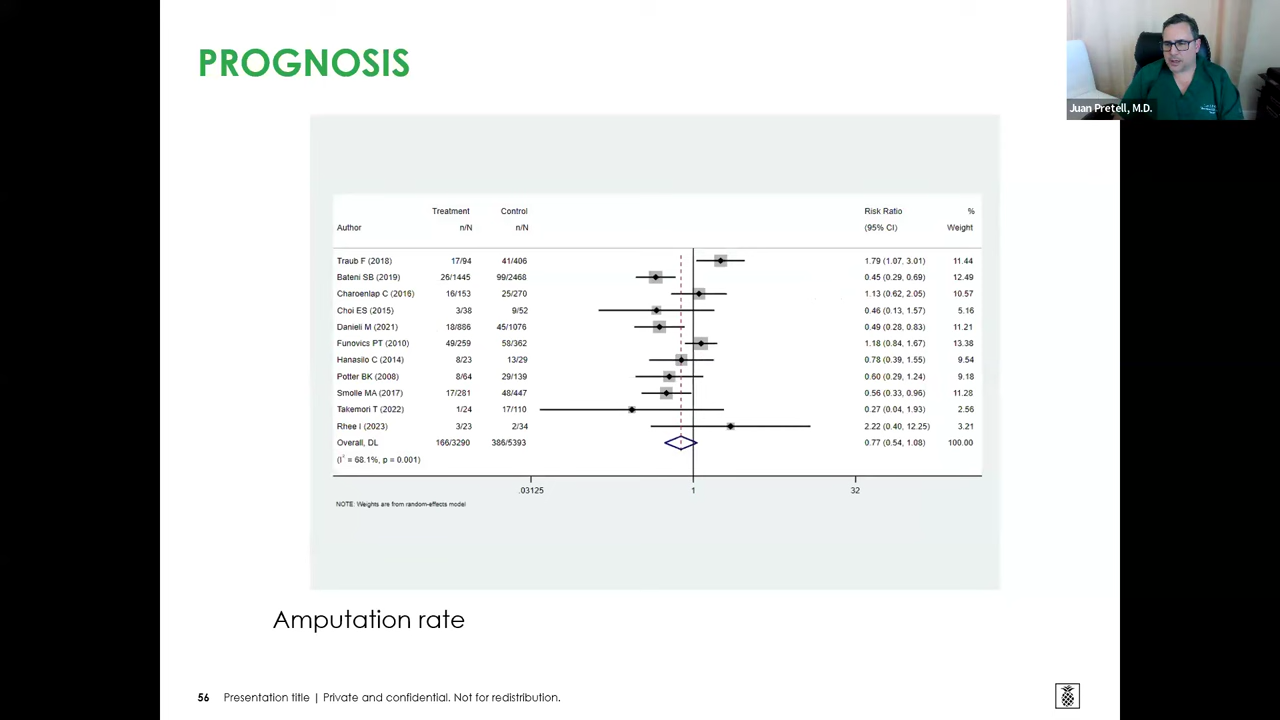 PROGNOSIS
Juan Pretell, M.D.
Treatment Control Risk Ratio %
Author n/N n/N (95% CI) Weight
Traub F (2018) 17/94 41/406 1.79 (1.07, 3.01) 11.44
Bateni SB (2019) 26/1445 99/2468 0.45 (0.29, 0.69) 12.49
Charoenlap C (2016) 16/153 25/270 1.13 (0.62, 2.05) 10.57
Choi ES (2015) 3/38 9/52 0.46 (0.13, 1.57) 5.16
Danieli M (2021) 18/886 45/1076 0.49 (0.28, 0.83) 11.21
Funovics PT (2010) 49/259 58/362 1.18 (0.84, 1.67) 13.38
Hanasilo C (2014) 8/23 13/29 0.78 (0.39, 1.55) 9.54
Potter BK (2008) 8/64 29/139 0.60 (0.29, 1.24) 9.18
Smolle MA (2017) 17/281 48/447 0.56 (0.33, 0.96) 11.28
Takemori T (2022) 1/24 17/110 0.27 (0.04, 1.93) 2.56
Rhee I (2023) 3/23 2/34 2.22 (0.40, 12.25) 3.21
Overall, DL 166/3290 386/5393 0.77 (0.54, 1.08) 100.00
(I² = 68.1%, p = 0.001)
.03125 1 32
NOTE: Weights are from random-effects model
Amputation rate
56 Presentation title | Private and confidential. Not for redistribution.